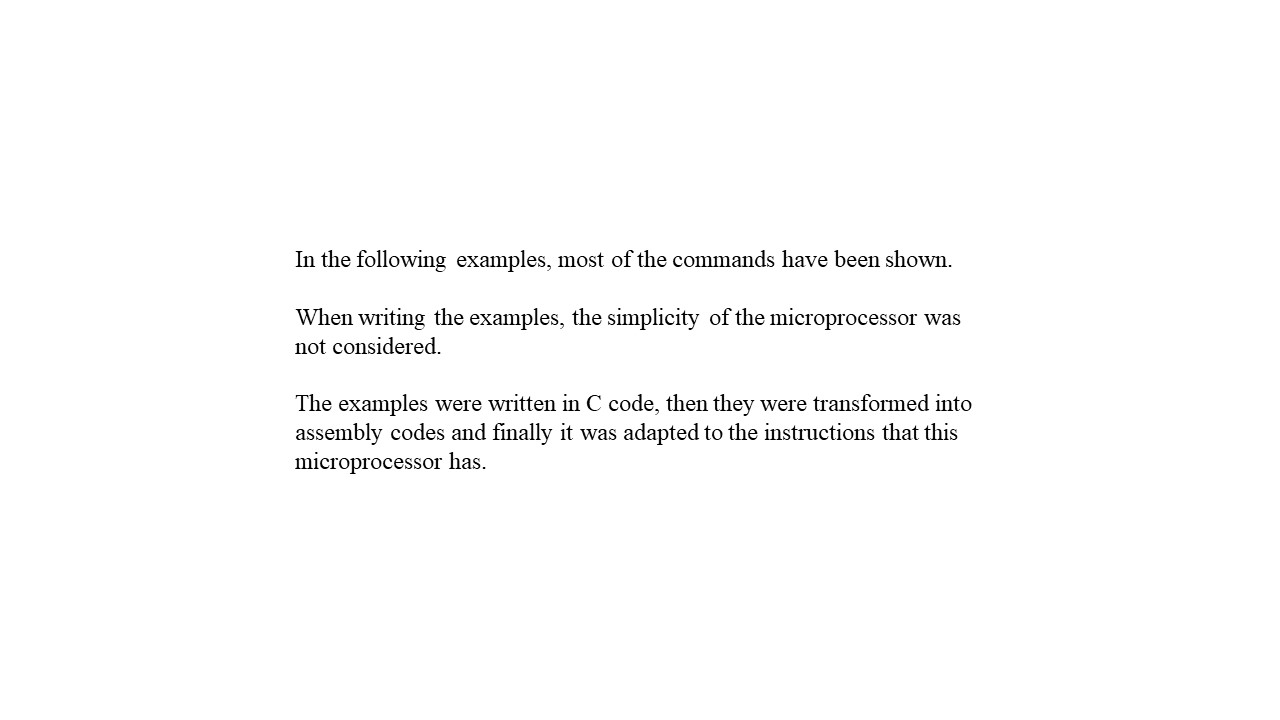 In the following examples, most of the commands have been shown.
When writing the examples, the simplicity of the microprocessor was
not considered.
The examples were written in C code, then they were transformed into
assembly codes and finally it was adapted to the instructions that this
microprocessor has.